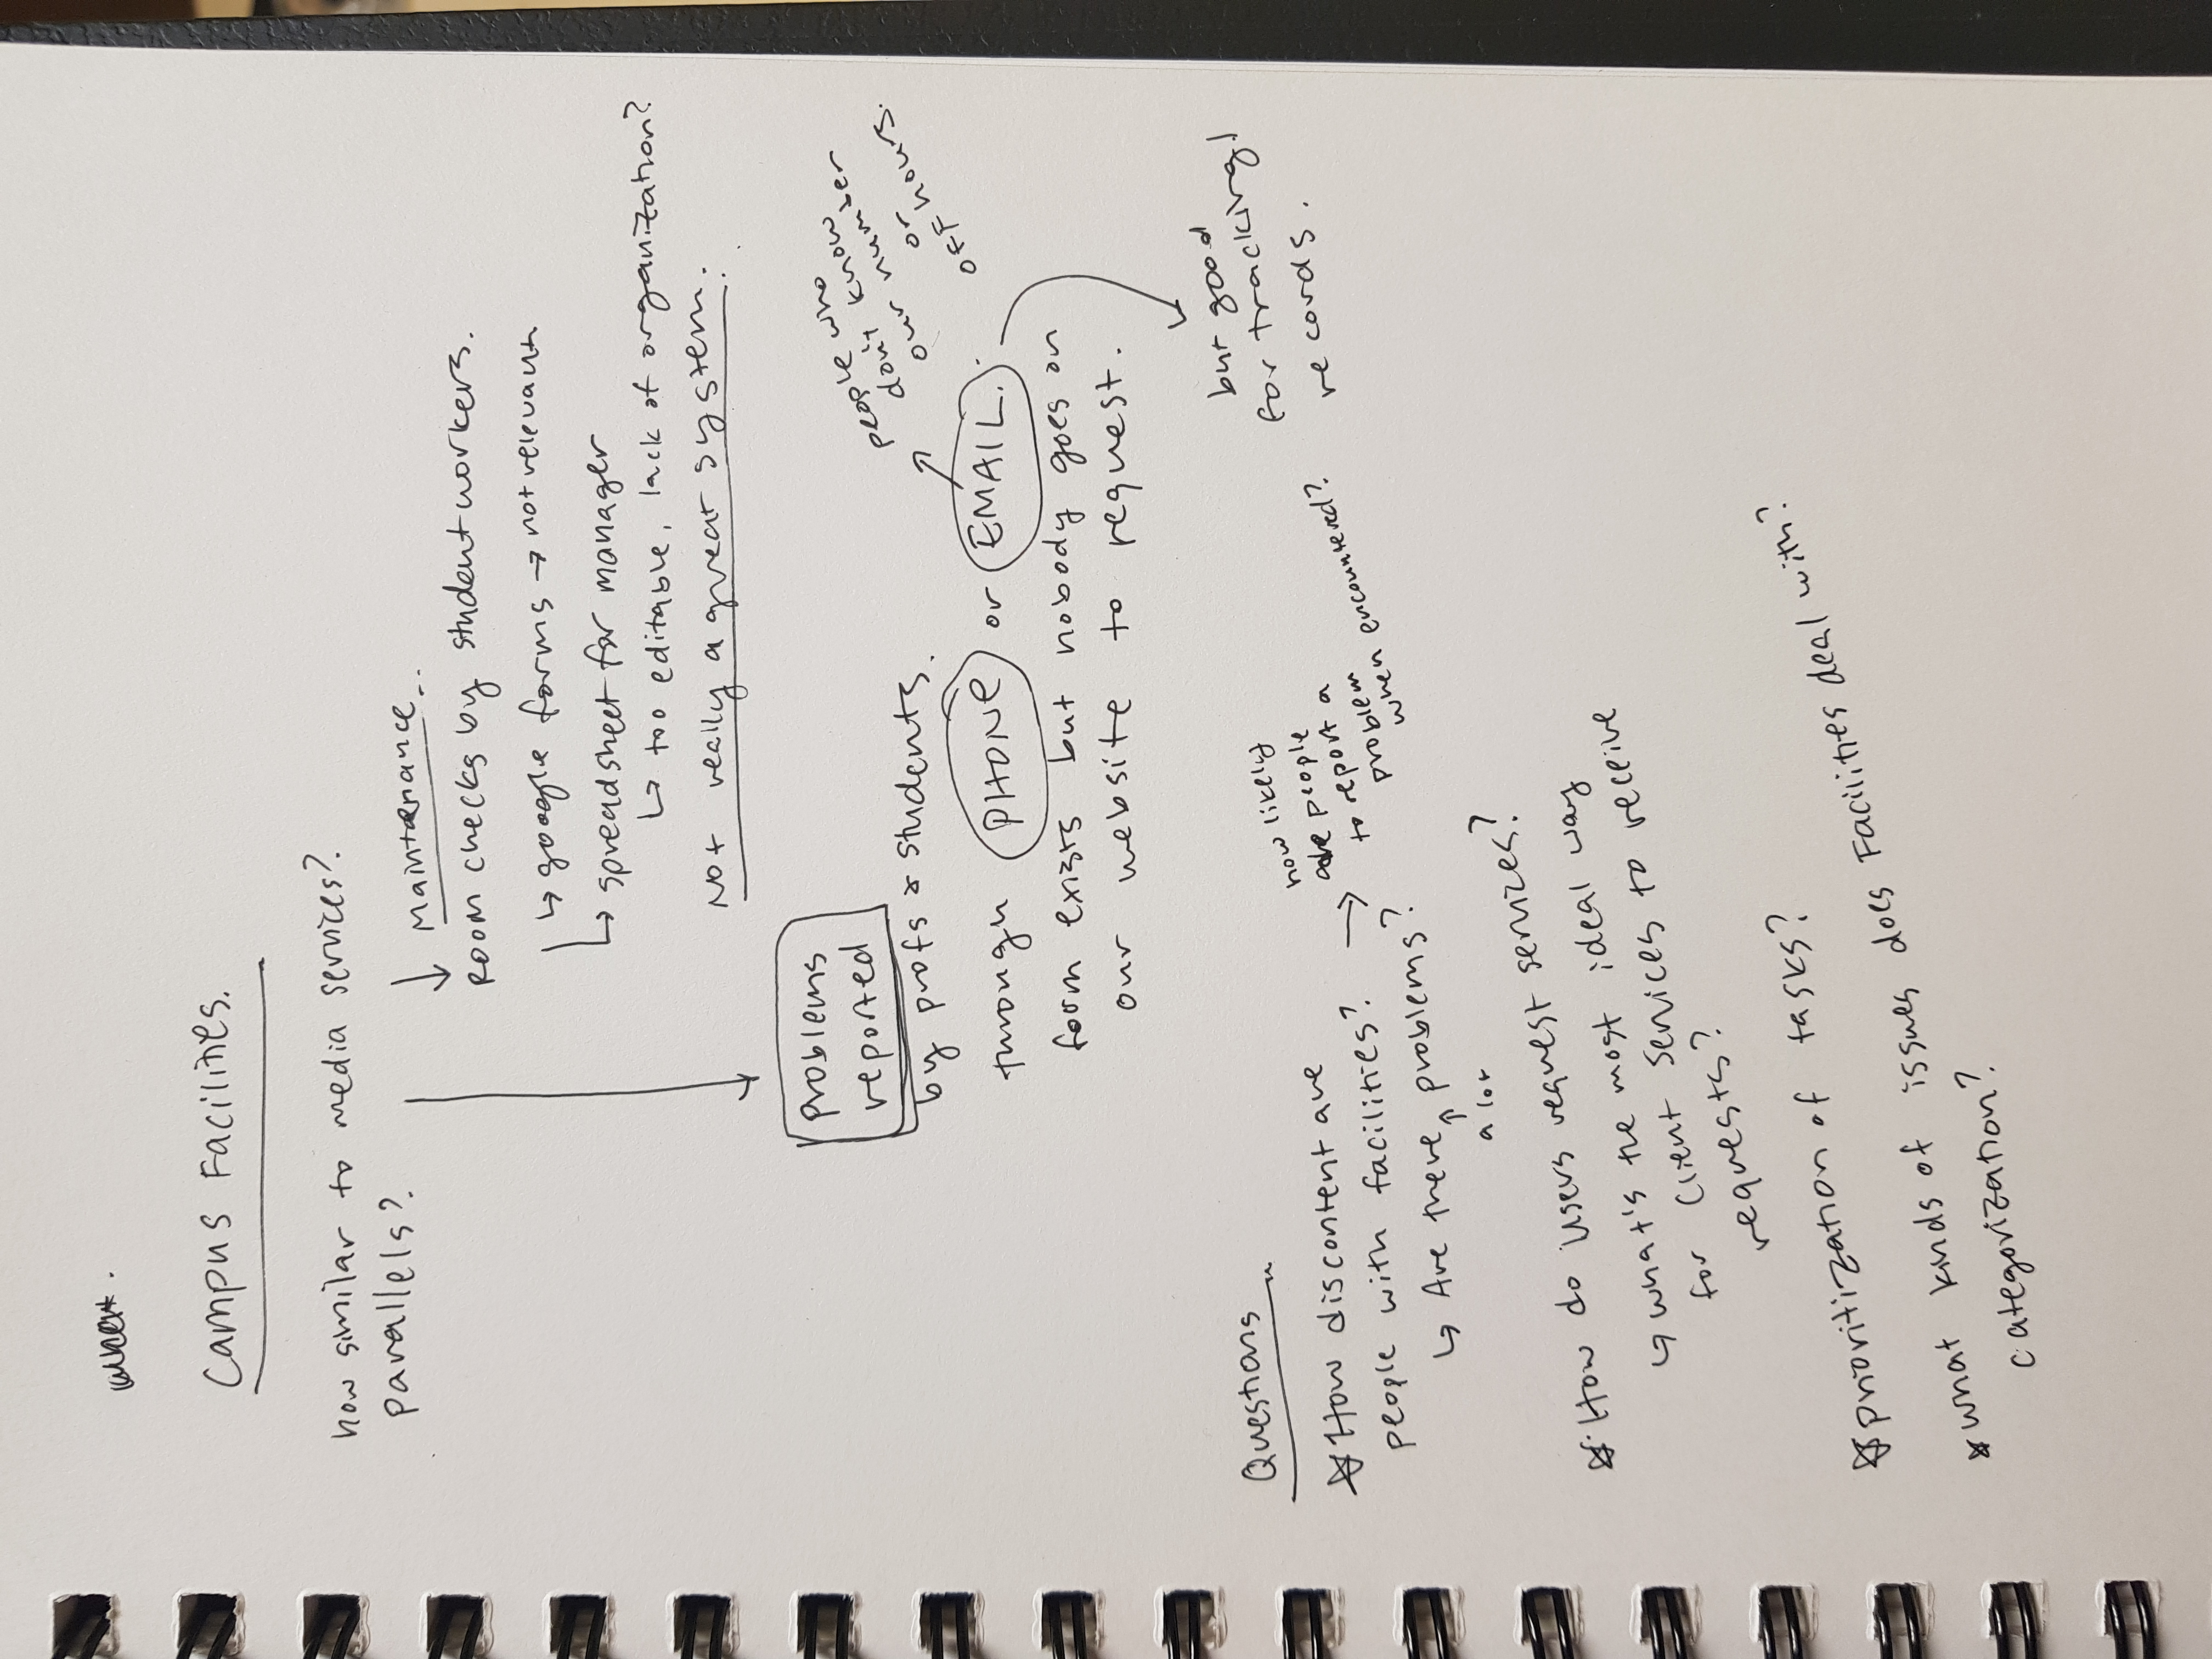 Campus Facilities.
how similar to media services?
parallels?
Maintenance..
Room checks by student workers.
↳ google forms → not relevant
↳ spreadsheet for manager
↳ too editable, lack of organization?
Not really a great system.
problems
reported
by profs & students.
through PHONE or EMAIL.
people who
don't know
our number
or
off hours.
form exists but nobody goes on
our website to request.
but good
for tracking/
records.
Questions
☆ How discontent are
people with facilities?
→ how likely
are people
to report a
problem
when encountered?
↳ Are there a lot problems?
☆ How do users request services?
↳ what's the most ideal way
for Client Services to receive
requests?
☆ prioritization of tasks?
☆ what kinds of issues does Facilities deal with?
categorization?